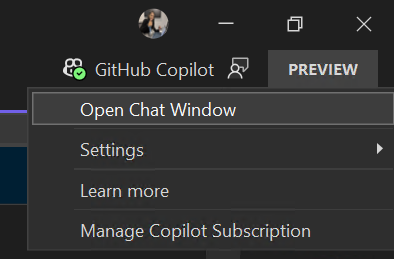 GitHub Copilot PREVIEW
Open Chat Window
Settings
Learn more
Manage Copilot Subscription